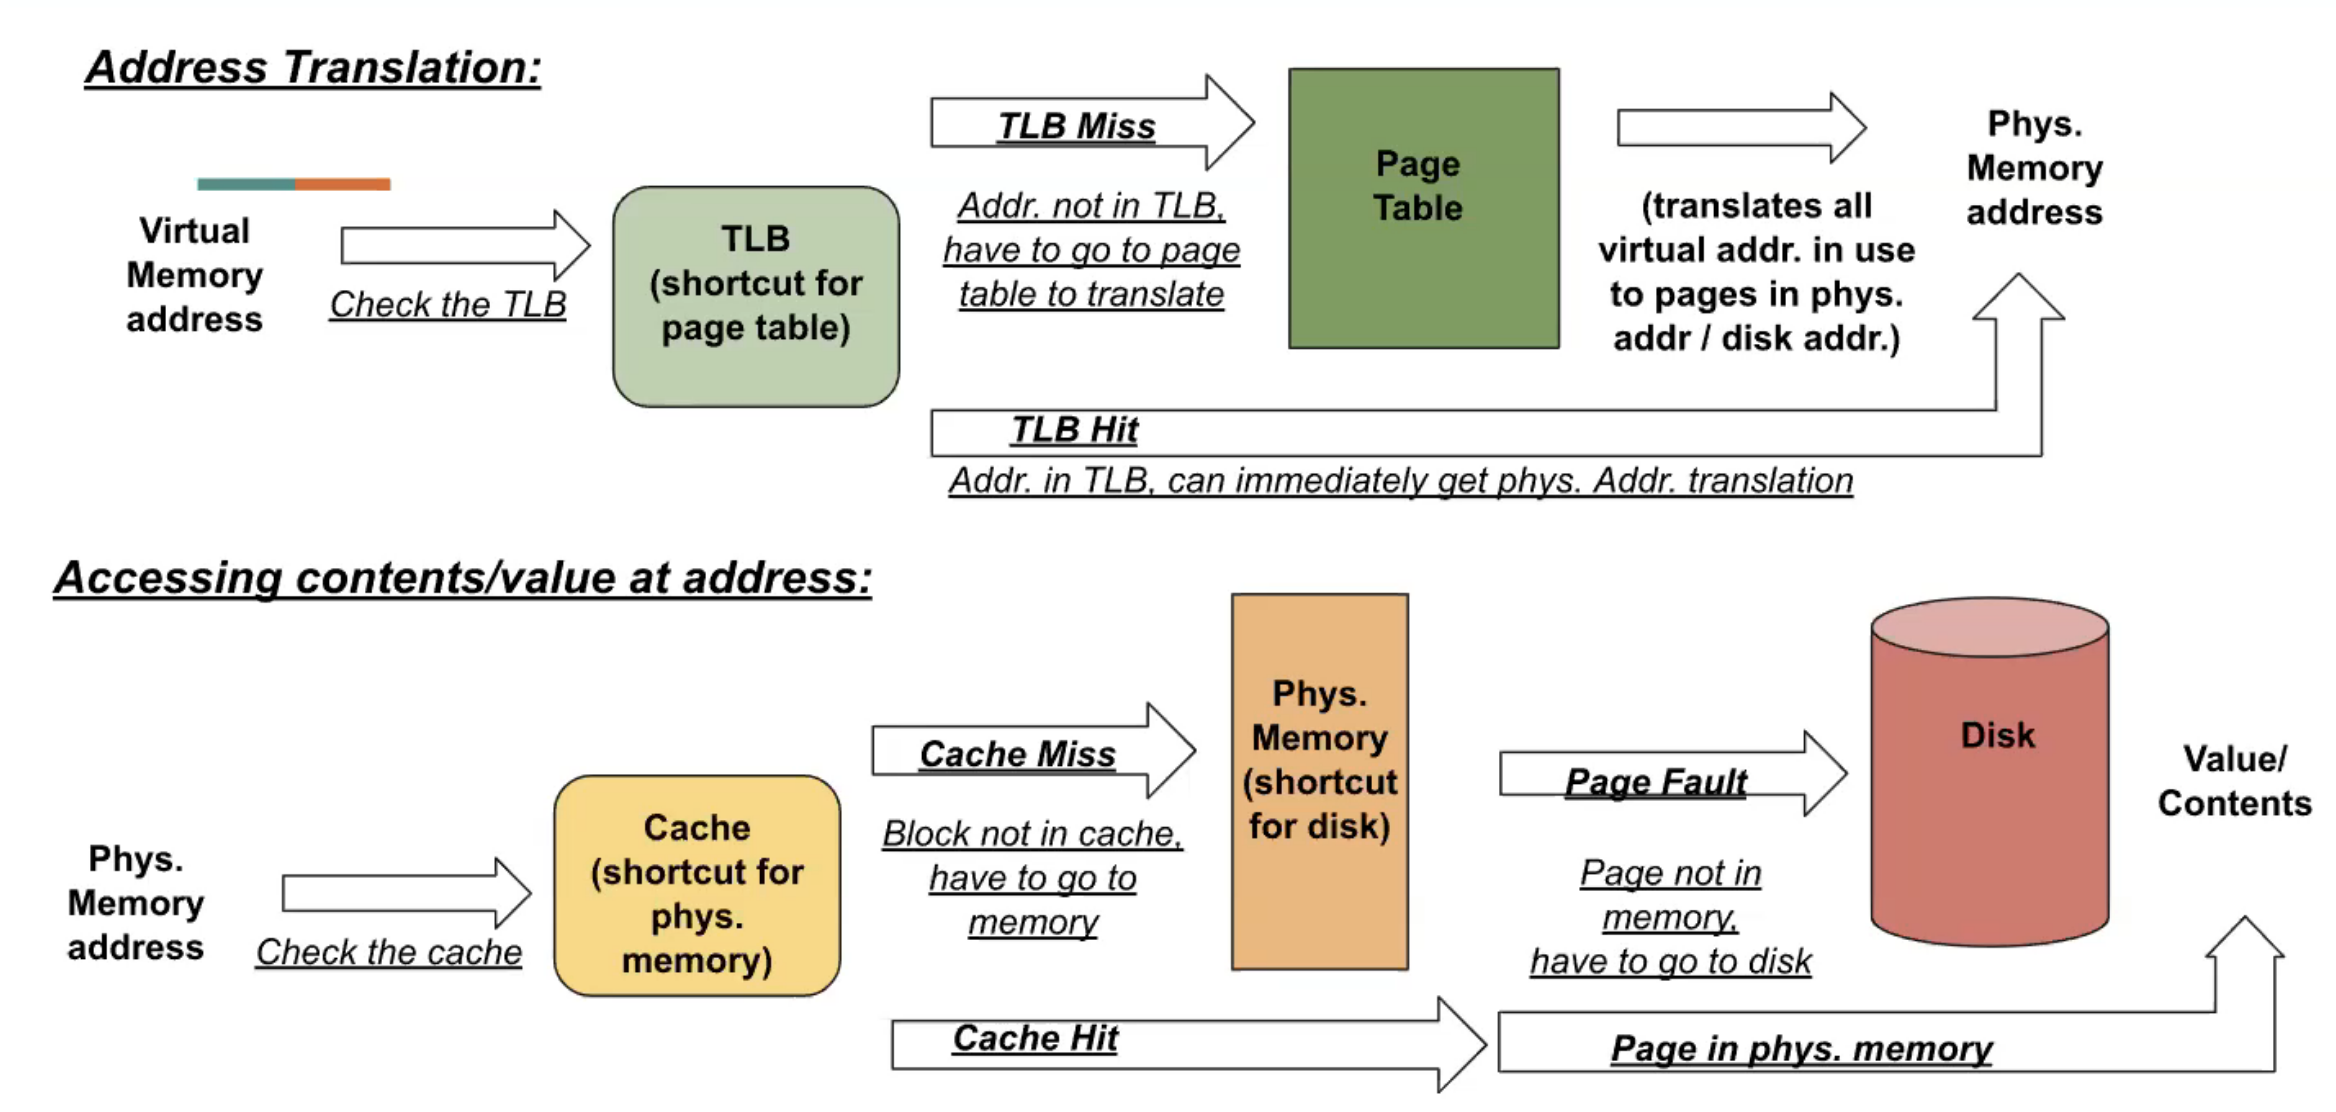 Address Translation:
Virtual
Memory
address
Check the TLB
TLB
(shortcut for
page table)
TLB Miss
Addr. not in TLB,
have to go to page
table to translate
Page
Table
(translates all
virtual addr. in use
to pages in phys.
addr / disk addr.)
Phys.
Memory
address
TLB Hit
Addr. in TLB, can immediately get phys. Addr. translation
Accessing contents/value at address:
Phys.
Memory
address
Check the cache
Cache
(shortcut for
phys.
memory)
Cache Miss
Block not in cache,
have to go to
memory
Phys.
Memory
(shortcut
for disk)
Page Fault
Page not in
memory,
have to go to disk
Disk
Value/
Contents
Cache Hit
Page in phys. memory